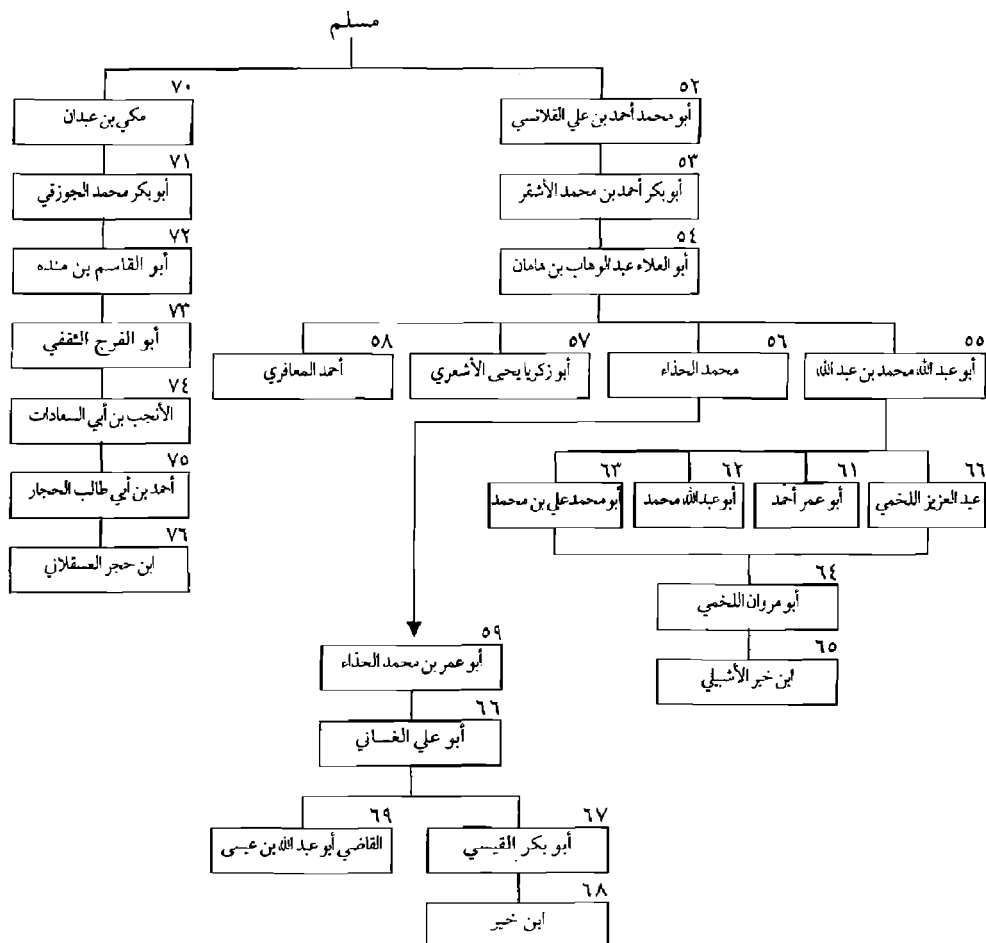 مسلم
٥٢
أبو محمد أحمد بن علي القلانسي
٥٣
أبو بكر أحمد بن محمد الأشقر
٥٤
أبو العلاء عبد الوهاب بن هامان
٥٥
أبو عبد الله محمد بن عبد الله
٥٦
محمد الحذاء
٥٧
أبو زكريا يحيى الأشعري
٥٨
أحمد المعافري
٦٦
عبد العزيز اللخمي
٦١
أبو عمر أحمد
٦٢
أبو عبد الله محمد
٦٣
أبو محمد علي بن محمد
٦٤
أبو مروان اللخمي
٦٥
ابن خير الأشبيلي
٥٩
أبو عمر بن محمد الحذاء
٦٦
أبو علي الغساني
٦٧
أبو بكر القيسي
٦٨
ابن خير
٦٩
القاضي أبو عبد الله بن عيسى
٧٠
مكي بن عبدان
٧١
أبو بكر محمد الجوزقي
٧٢
أبو القاسم بن منده
٧٣
أبو الفرج الثقفي
٧٤
الأنجب بن أبي السعادات
٧٥
أحمد بن أبي طالب الحجار
٧٦
ابن حجر العسقلاني